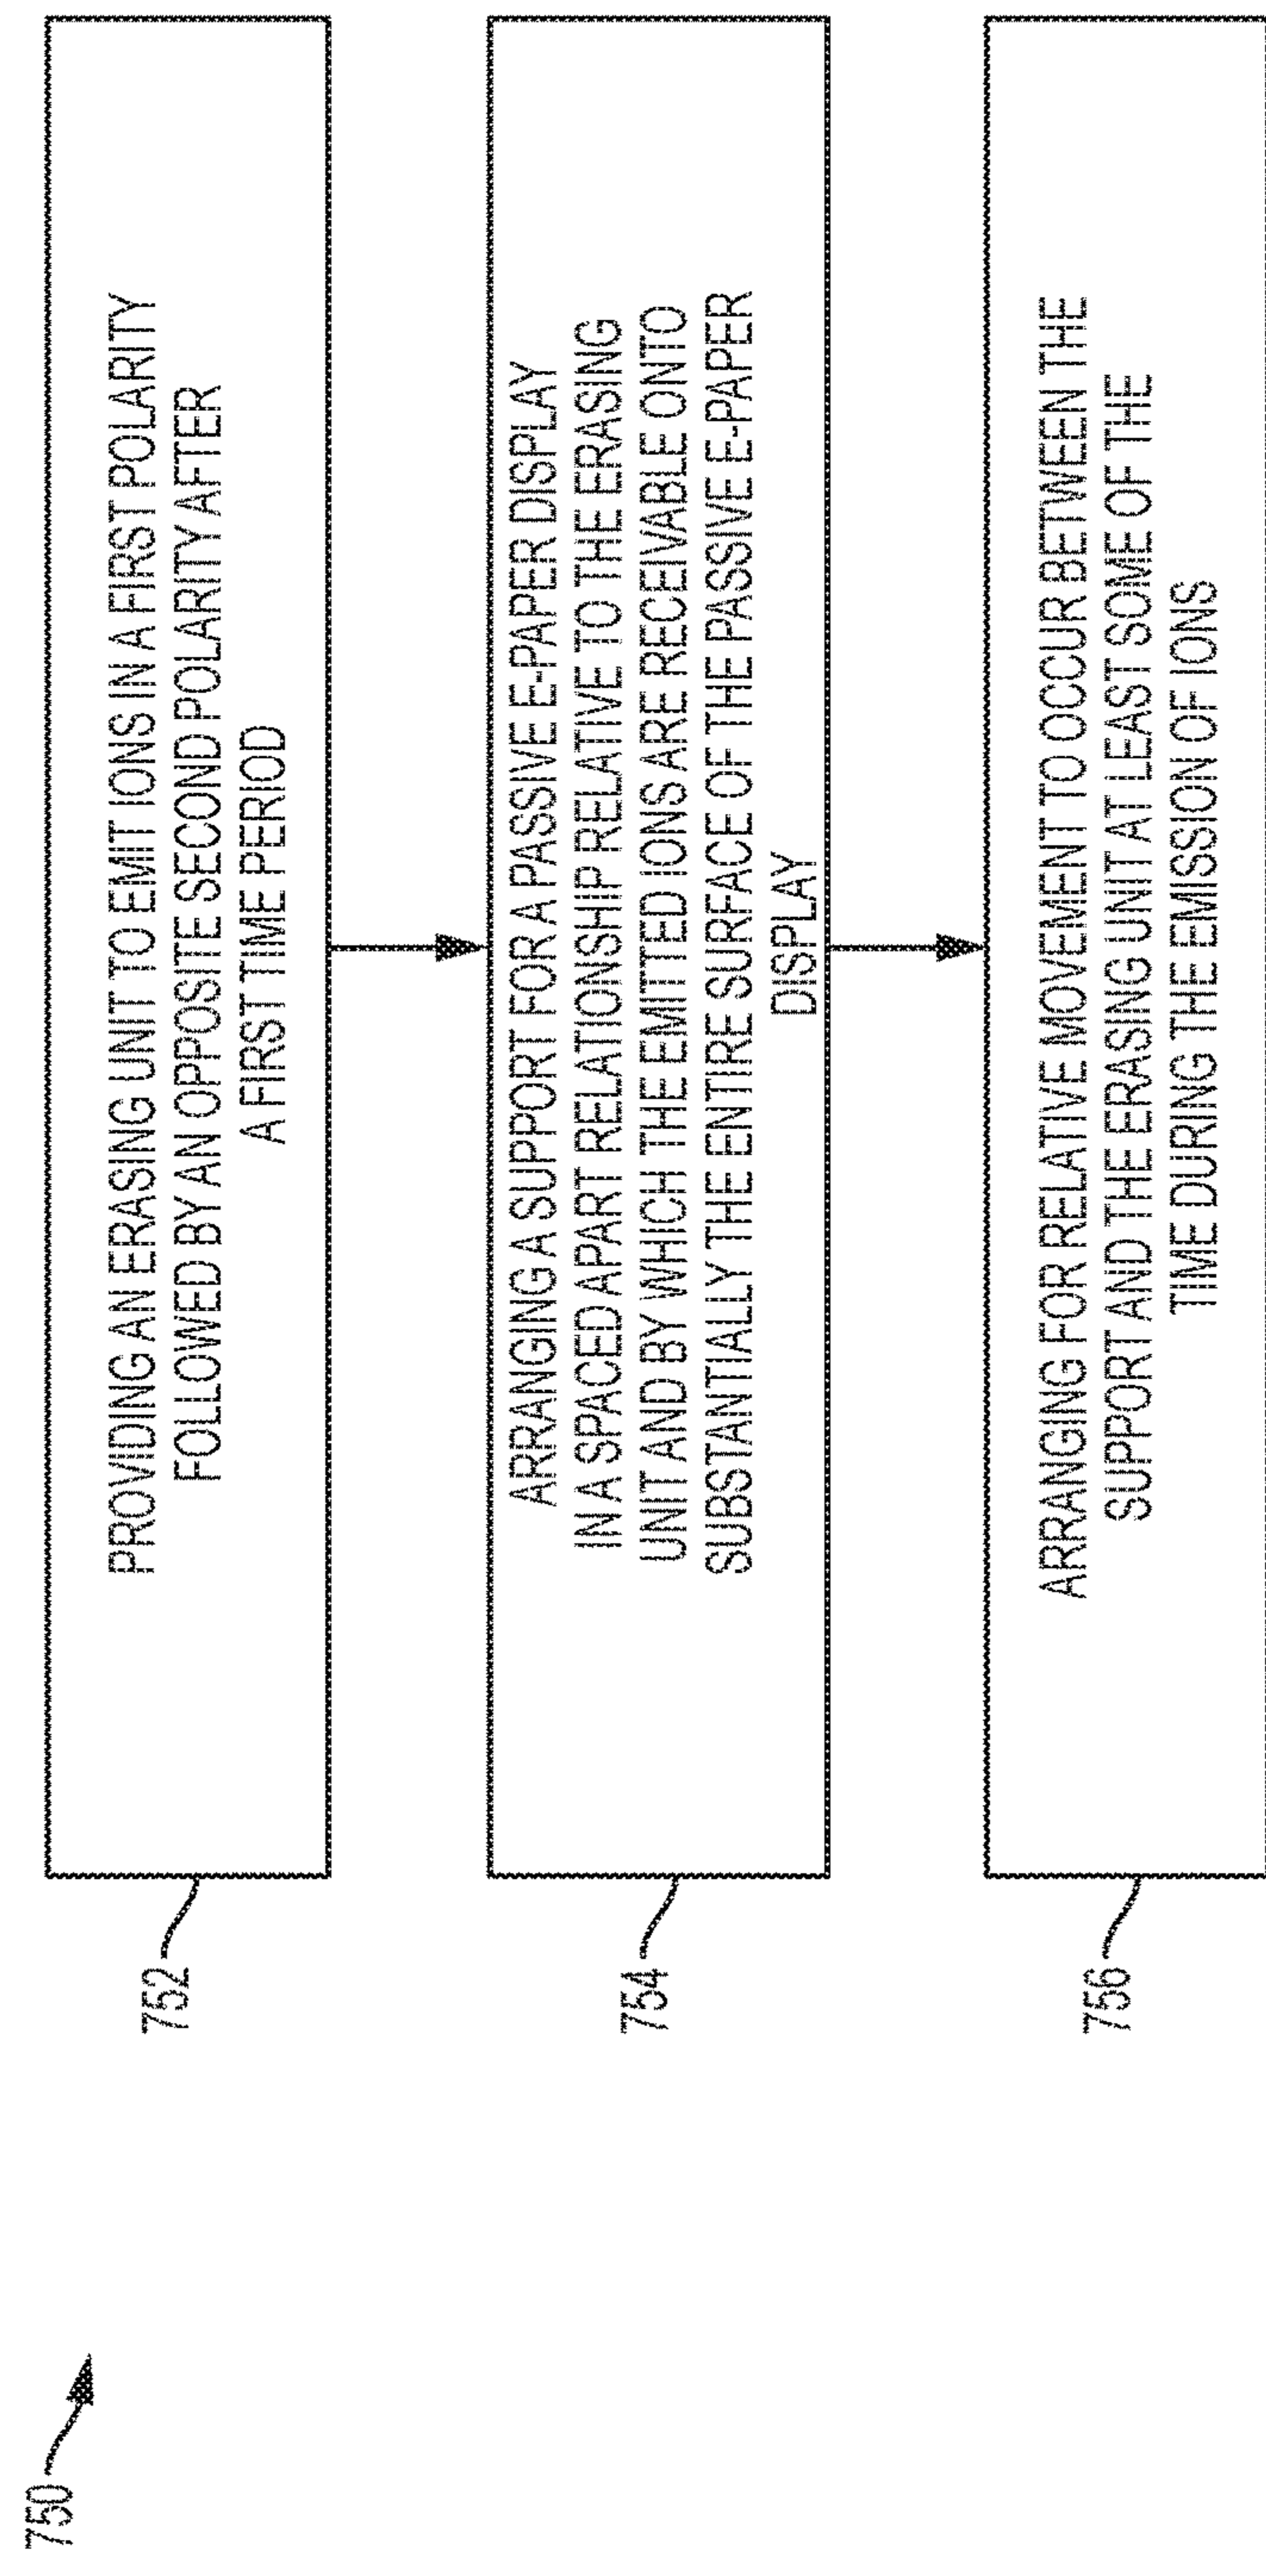 750
752
PROVIDING AN ERASING UNIT TO EMIT IONS IN A FIRST POLARITY
FOLLOWED BY AN OPPOSITE SECOND POLARITY AFTER
A FIRST TIME PERIOD
754
ARRANGING A SUPPORT FOR A PASSIVE E-PAPER DISPLAY
IN A SPACED APART RELATIONSHIP RELATIVE TO THE ERASING
UNIT AND BY WHICH THE EMITTED IONS ARE RECEIVABLE ONTO
SUBSTANTIALLY THE ENTIRE SURFACE OF THE PASSIVE E-PAPER
DISPLAY
756
ARRANGING FOR RELATIVE MOVEMENT TO OCCUR BETWEEN THE
SUPPORT AND THE ERASING UNIT AT LEAST SOME OF THE
TIME DURING THE EMISSION OF IONS